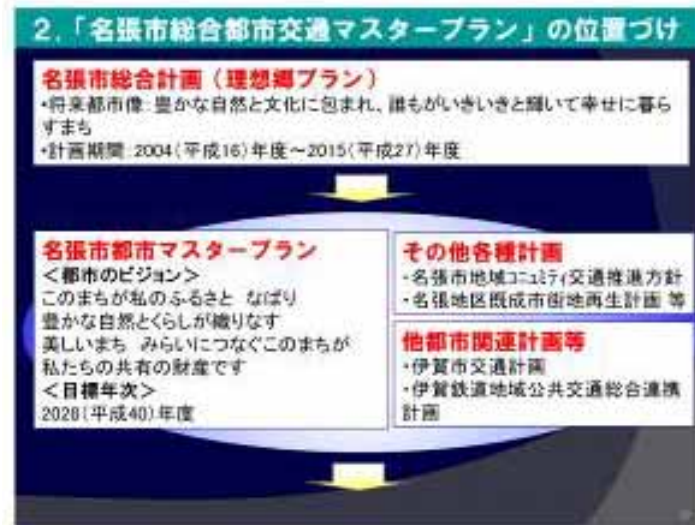 2．「名張市総合都市交通マスタープラン」の位置づけ
名張市総合計画（理想郷プラン）
・将来都市像：豊かな自然と文化に包まれ、誰もがいきいきと輝いて幸せに暮ら
すまち
・計画期間：2004(平成16)年度～2015(平成27)年度
名張市都市マスタープラン
＜都市のビジョン＞
このまちが私のふるさと なばり
豊かな自然とくらしが織りなす
美しいまち みらいにつなぐこのまちが
私たちの共有の財産です
＜目標年次＞
2028(平成40)年度
その他各種計画
・名張市地域コミュニティ交通推進方針
・名張地区既成市街地再生計画 等
他都市関連計画等
・伊賀市交通計画
・伊賀鉄道地域公共交通総合連携
計画